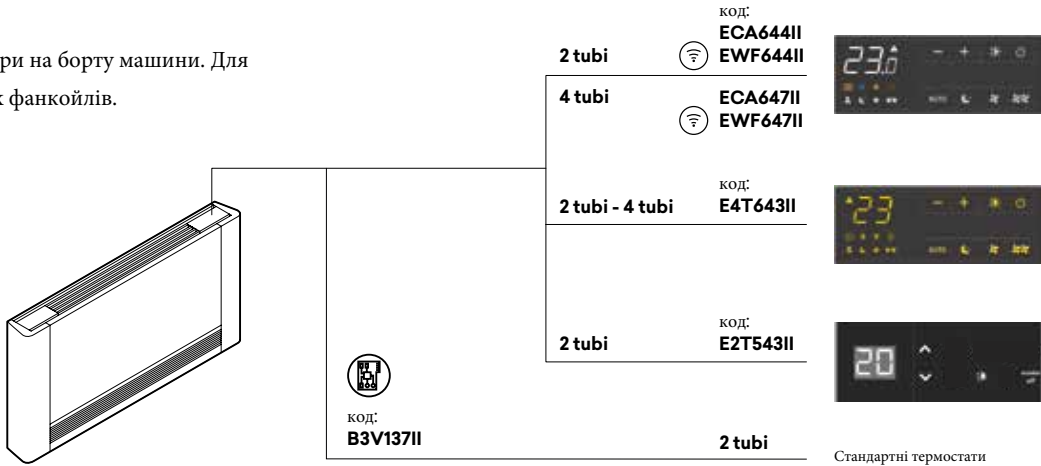 ри на борту машини. Для
х фанкойлів.
код:
2 tubi ECA644II
EWF644II
4 tubi ECA647II
EWF647II
код:
2 tubi - 4 tubi E4T643II
код:
2 tubi E2T543II
код:
B3V137II
2 tubi
Стандартні термостати
23.0
AUTO
23
AUTO
20